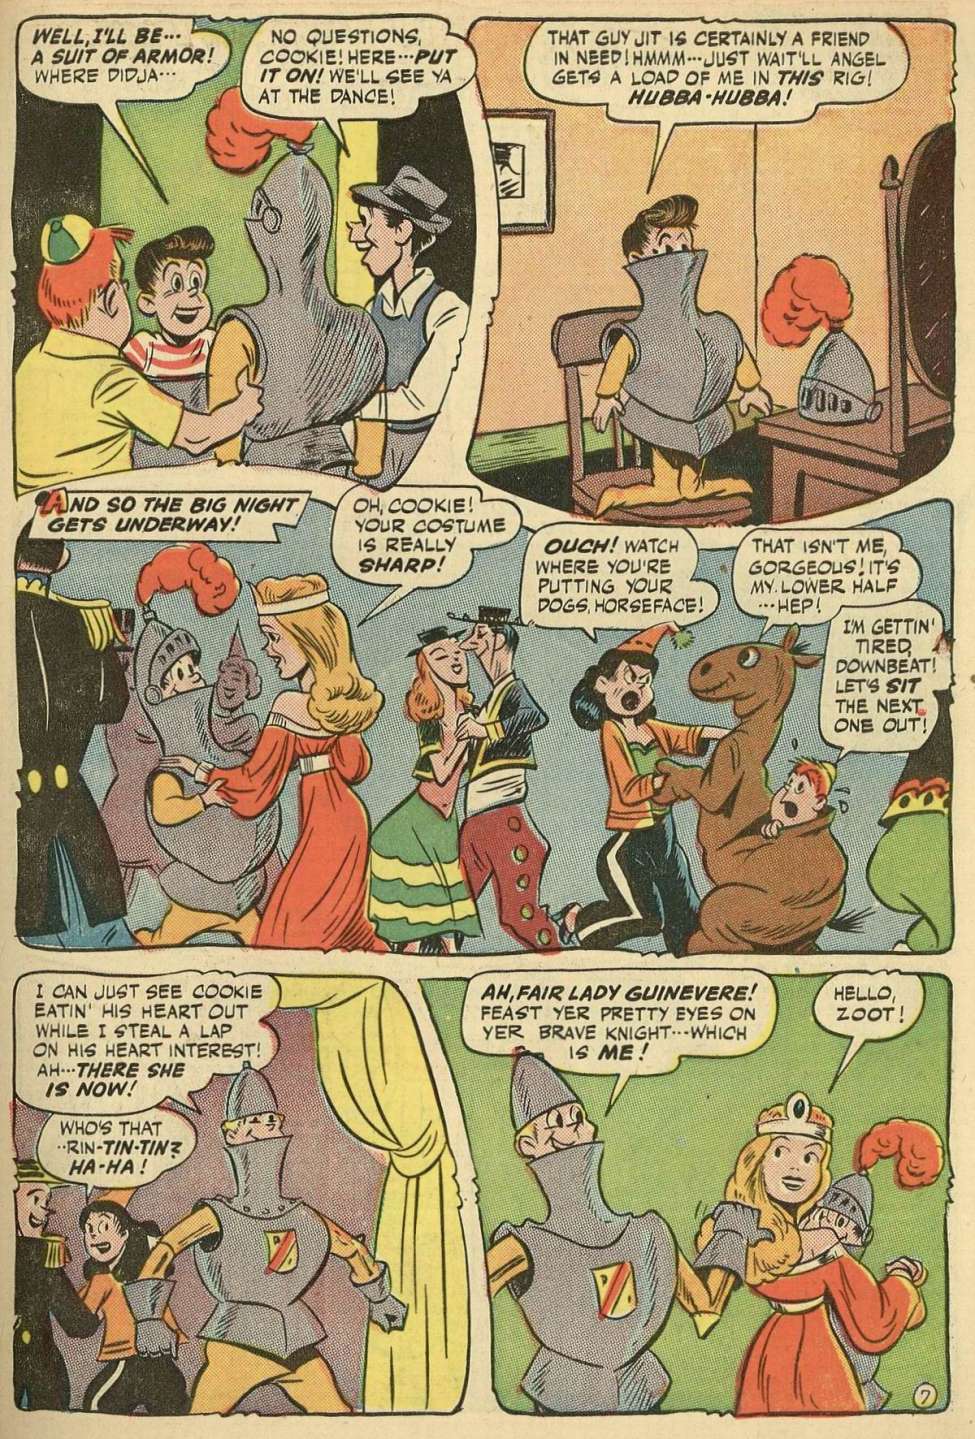 WELL, I'LL BE---
A SUIT OF ARMOR!
WHERE DIDJA---
NO QUESTIONS,
COOKIE! HERE---PUT
IT ON! WE'LL SEE YA
AT THE DANCE!
THAT GUY JIT IS CERTAINLY A FRIEND
IN NEED! HMMM---JUST WAIT'LL ANGEL
GETS A LOAD OF ME IN THIS RIG!
HUBBA-HUBBA!
AND SO THE BIG NIGHT
GETS UNDERWAY!
OH, COOKIE!
YOUR COSTUME
IS REALLY
SHARP!
OUCH! WATCH
WHERE YOU'RE
PUTTING YOUR
DOGS, HORSEFACE!
THAT ISN'T ME,
GORGEOUS! IT'S
MY LOWER HALF
---HEP!
I'M GETTIN'
TIRED,
DOWNBEAT!
LET'S SIT
THE NEXT
ONE OUT!
I CAN JUST SEE COOKIE
EATIN' HIS HEART OUT
WHILE I STEAL A LAP
ON HIS HEART INTEREST!
AH---THERE SHE
IS NOW!
WHO'S THAT
--RIN-TIN-TIN?
HA-HA!
AH, FAIR LADY GUINEVERE!
FEAST YER PRETTY EYES ON
YER BRAVE KNIGHT---WHICH
IS ME!
HELLO,
ZOOT!
7